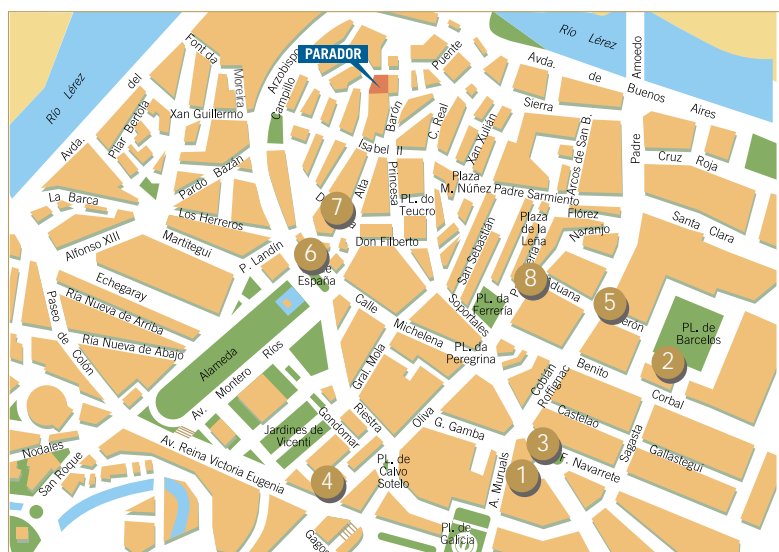 Río Lérez
Avda. del
Font.da
Moreira
Arzobispo
Campillo
PARADOR
Puente
Río Lérez
Avda. de Buenos Aires
Amoedo
Padre
Pilar Bertola
Xan Guillermo
Barón
Isabel II
C. Real
Sierra
Xan Xulián
Arcos de San B.
Cruz Roja
La Barca
Pardo Bazán
Alta
Princesa
Plaza
M. Núñez
Padre Sarmiento
7
PL. do
Teucro
Plaza
de la
Leña
Flórez
Naranjo
Santa Clara
Alfonso XIII
Los Herreros
Martitegui
P. Landín
6
España
Don Filberto
San Sebastián
8
Echegaray
Ría Nueva de Arriba
Ría Nueva de Abajo
Paseo de Colón
Calle
Michelena
Soportales
PL. da
Ferrería
5
PL. de
Barcelos
Alameda
PL. da
Peregrina
2
Av. Montero Ríos
Gral. Mola
Cobián
Roffignac
Benito
Corbal
Jardines de
Vicenti
Gondomar
Riestra
Oliva
G. Gamba
Castelao
Sagasta
Gallastegui
3
F. Navarrete
Nodales
San Roque
Av. Reina Victoria Eugenia
4
PL. de
Calvo
Sotelo
A. Muruais
1
PL. de
Galicia